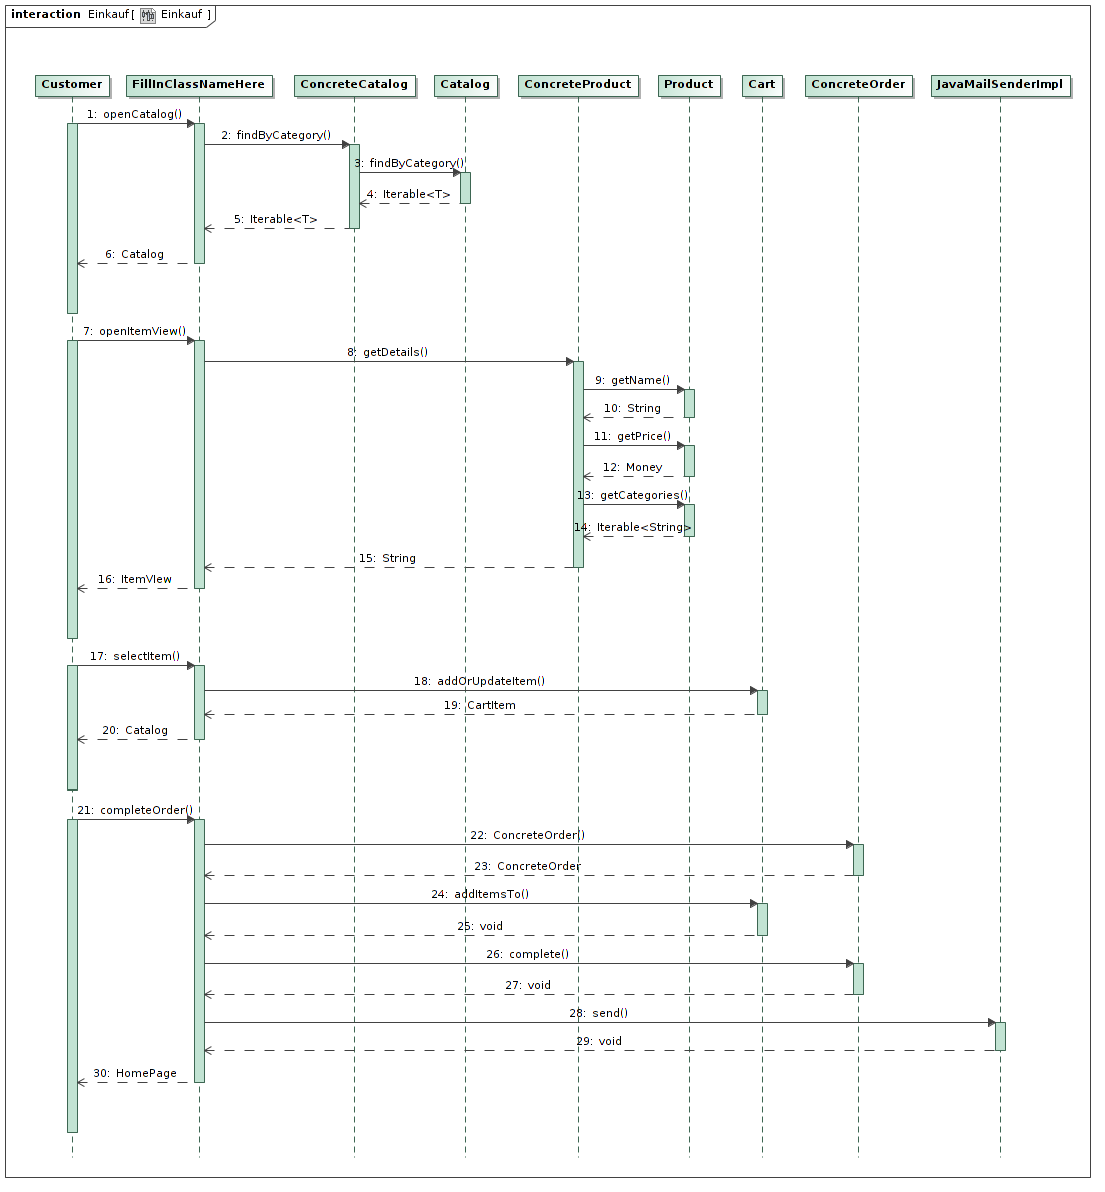 interaction Einkauf[ Einkauf ]
Customer FillInClassNameHere ConcreteCatalog Catalog ConcreteProduct Product Cart ConcreteOrder JavaMailSenderImpl
1: openCatalog()
2: findByCategory()
3: findByCategory()
4: Iterable<T>
5: Iterable<T>
6: Catalog
7: openItemView()
8: getDetails()
9: getName()
10: String
11: getPrice()
12: Money
13: getCategories()
14: Iterable<String>
15: String
16: ItemVIew
17: selectItem()
18: addOrUpdateItem()
19: CartItem
20: Catalog
21: completeOrder()
22: ConcreteOrder()
23: ConcreteOrder
24: addItemsTo()
25: void
26: complete()
27: void
28: send()
29: void
30: HomePage